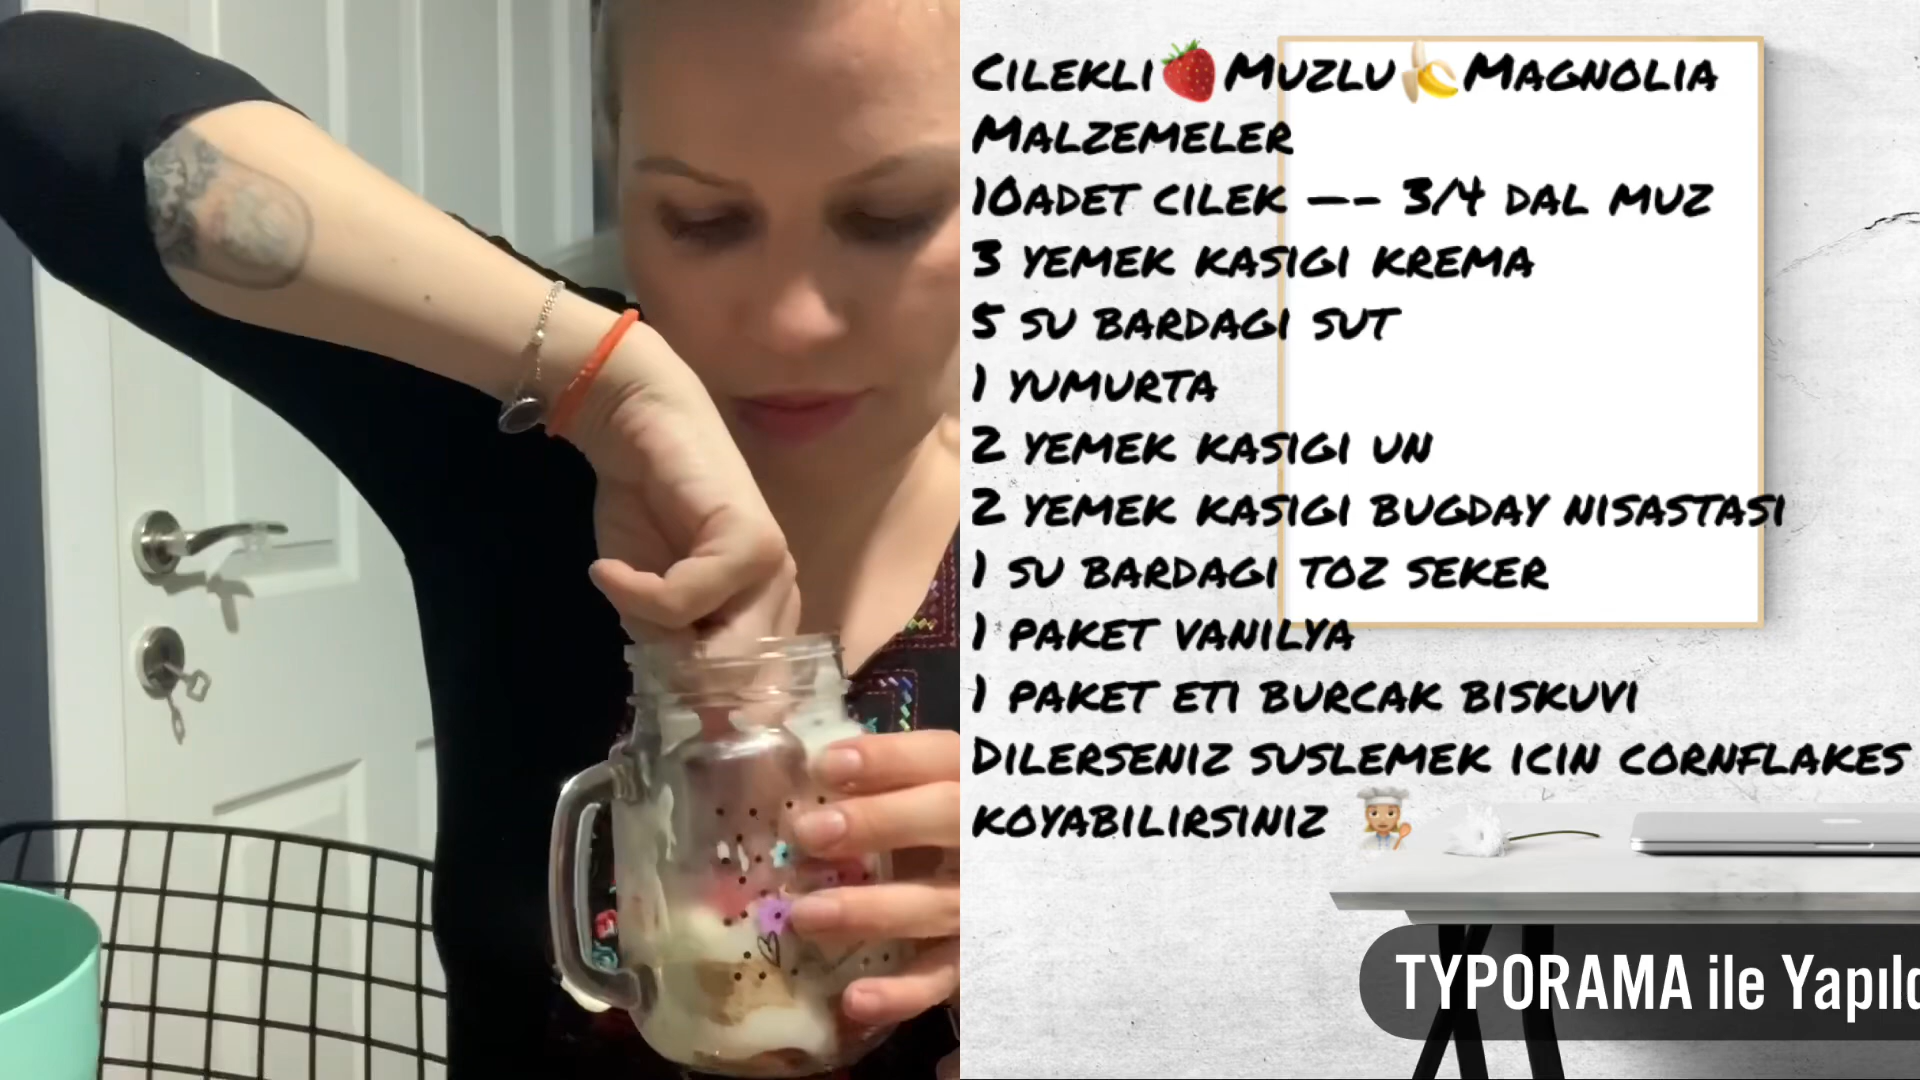 CILEKLI🍓MUZLU🍌MAGNOLIA
MALZEMELER
10ADET CILEK —– 3/4 DAL MUZ
3 YEMEK KASIGI KREMA
5 SU BARDAGI SUT
1 YUMURTA
2 YEMEK KASIGI UN
2 YEMEK KASIGI BUGDAY NISASTASI
1 SU BARDAGI TOZ SEKER
1 PAKET VANILYA
1 PAKET ETI BURCAK BISKUVI
DILERSENIZ SUSLEMEK ICIN CORNFLAKES
KOYABILIRSINIZ 👩🏼‍🍳
TYPORAMA ile Yapıld